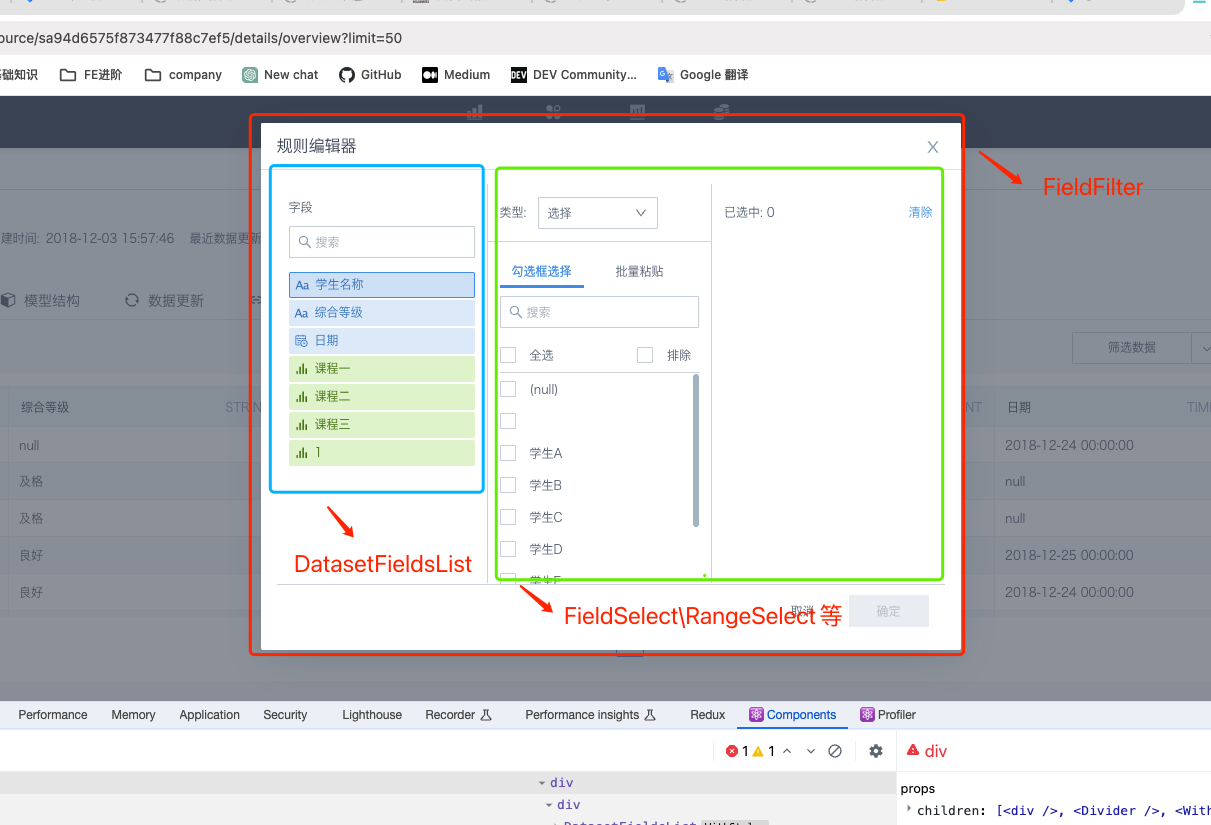 ource/sa94d6575f873477f88c7ef5/details/overview?limit=50
基础知识 FE进阶 company New chat GitHub Medium DEV Community... Google 翻译
规则编辑器
FieldFilter
字段
类型: 选择
已选中: 0 清除
建时间: 2018-12-03 15:57:46 最近数据更新
搜索
勾选框选择 批量粘贴
Aa 学生名称
Aa 综合等级
日期
课程一
课程二
课程三
1
搜索
模型结构 数据更新
全选 排除
筛选数据
(null)
学生A
学生B
学生C
学生D
学生E
综合等级 STRIN
NT 日期 TIM
null 2018-12-24 00:00:00
及格 null
及格 null
良好 2018-12-25 00:00:00
良好 2018-12-24 00:00:00
DatasetFieldsList
FieldSelect\RangeSelect 等
取消 确定
Performance Memory Application Security Lighthouse Recorder Performance insights Redux Components Profiler
1 1 div
div
props
div
children: [<div />, <Divider />, <With
DatasetFieldsList